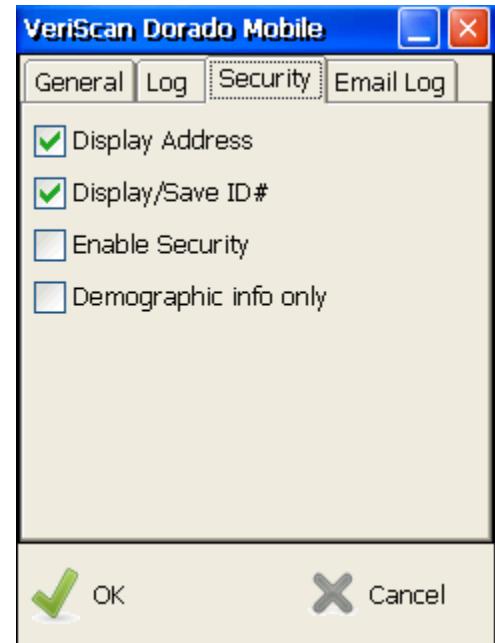 VeriScan Dorado Mobile
General Log Security Email Log
Display Address
Display/Save ID#
Enable Security
Demographic info only
OK Cancel